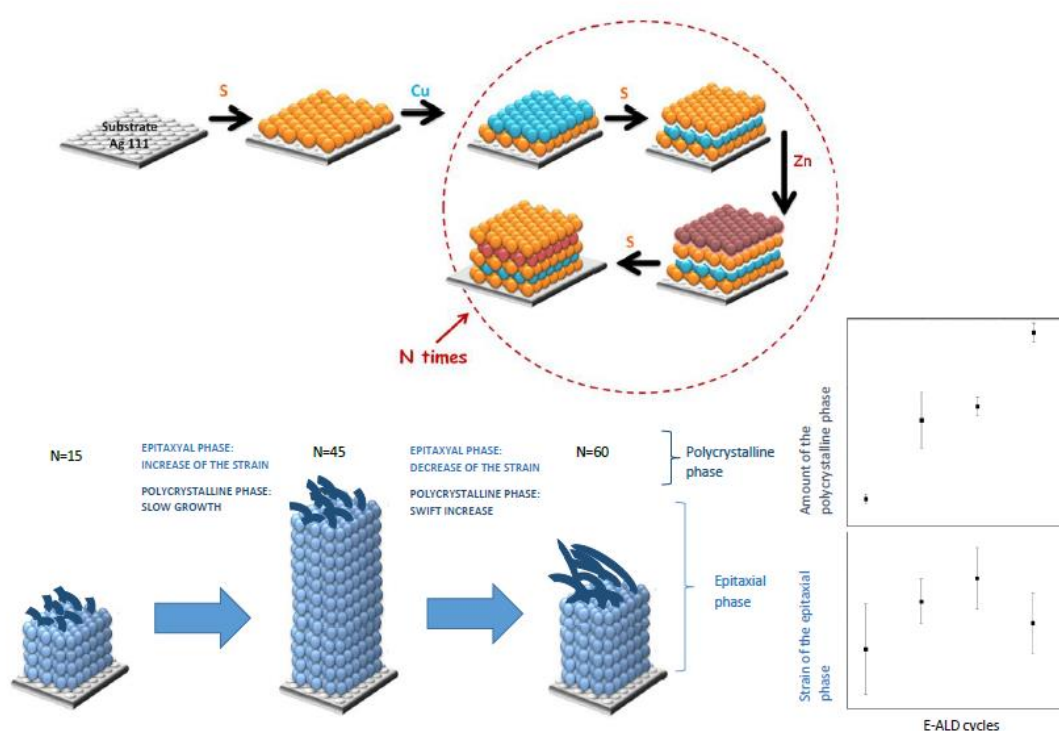 S
Cu
S
Substrate
Ag 111
Zn
S
N times
N=15
EPITAXYAL PHASE:
INCREASE OF THE STRAIN
POLYCRYSTALLINE PHASE:
SLOW GROWTH
N=45
EPITAXYAL PHASE:
DECREASE OF THE STRAIN
POLYCRYSTALLINE PHASE:
SWIFT INCREASE
N=60
Polycrystalline
phase
Epitaxial
phase
Amount of the
polycrystalline phase
Strain of the epitaxial
phase
E-ALD cycles